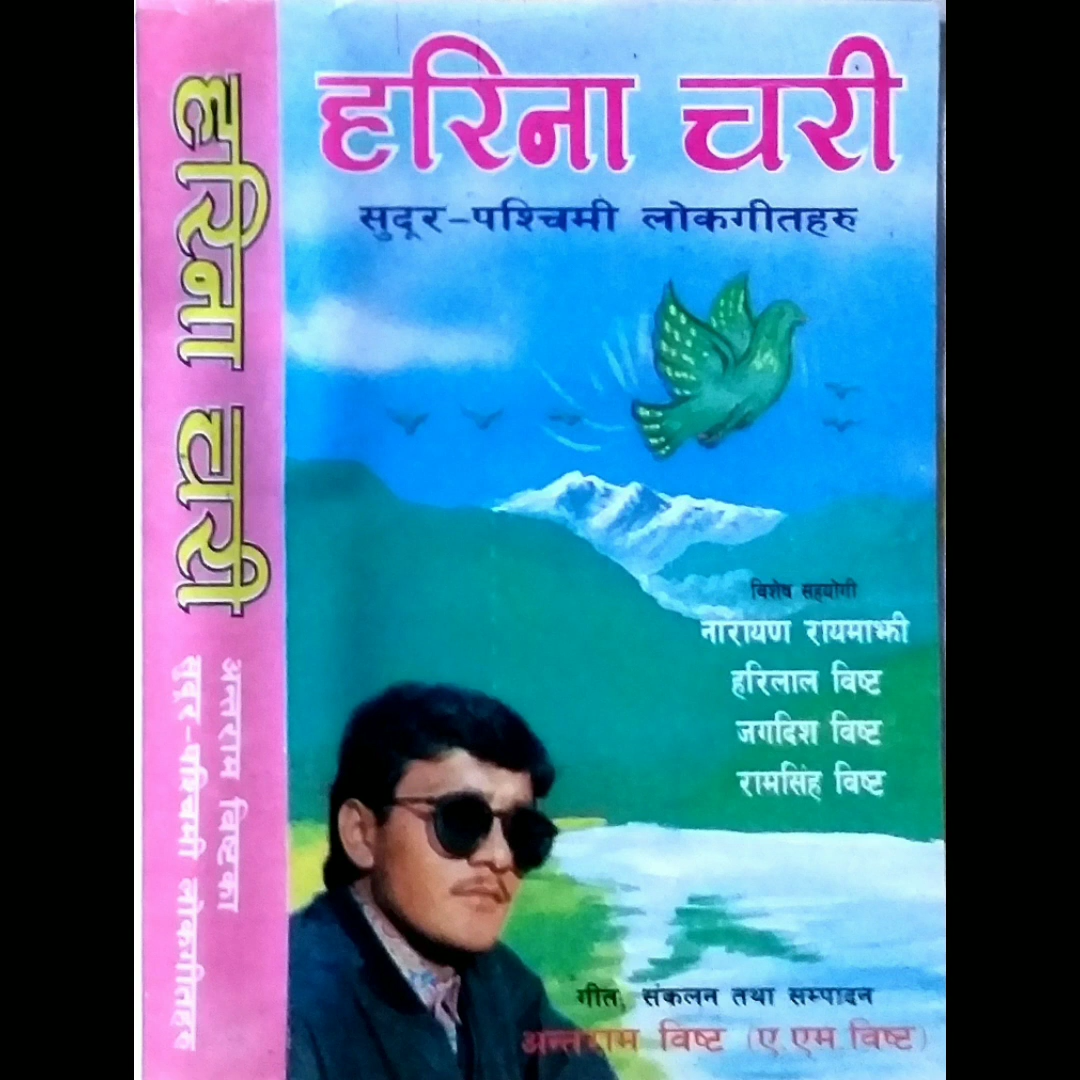 हरिना चरी
सुदूर-पश्चिमी लोकगीतहरु
विशेष सहयोगी
नारायण रायमाझी
हरिलाल विष्ट
जगदिश विष्ट
रामसिंह विष्ट
गीत, संकलन तथा सम्पादन
अन्तराम विष्ट (ए.एम.विष्ट)
हरिना चरी
अन्तराम विष्टका
सुदूर-पश्चिमी लोकगीतहरु